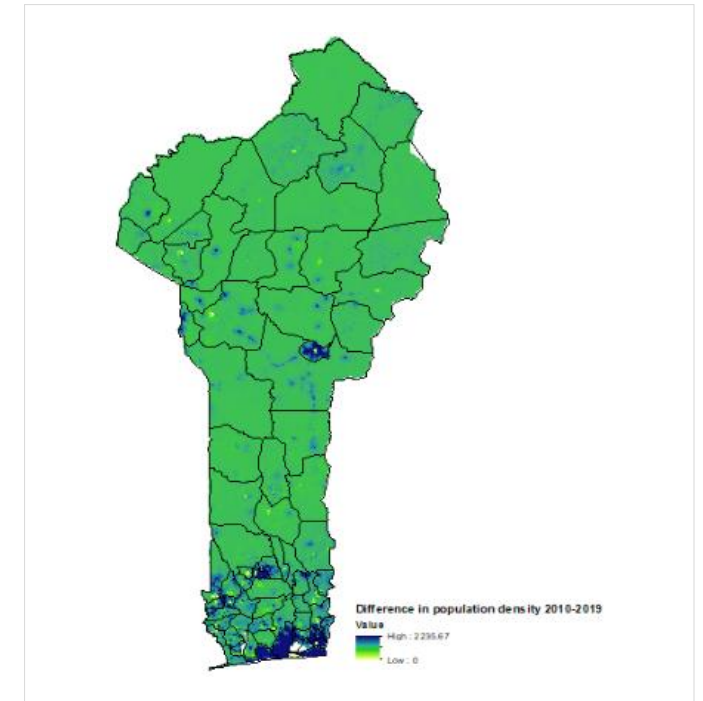 Difference in population density 2010-2019
Value
High : 2235.67
Low : 0